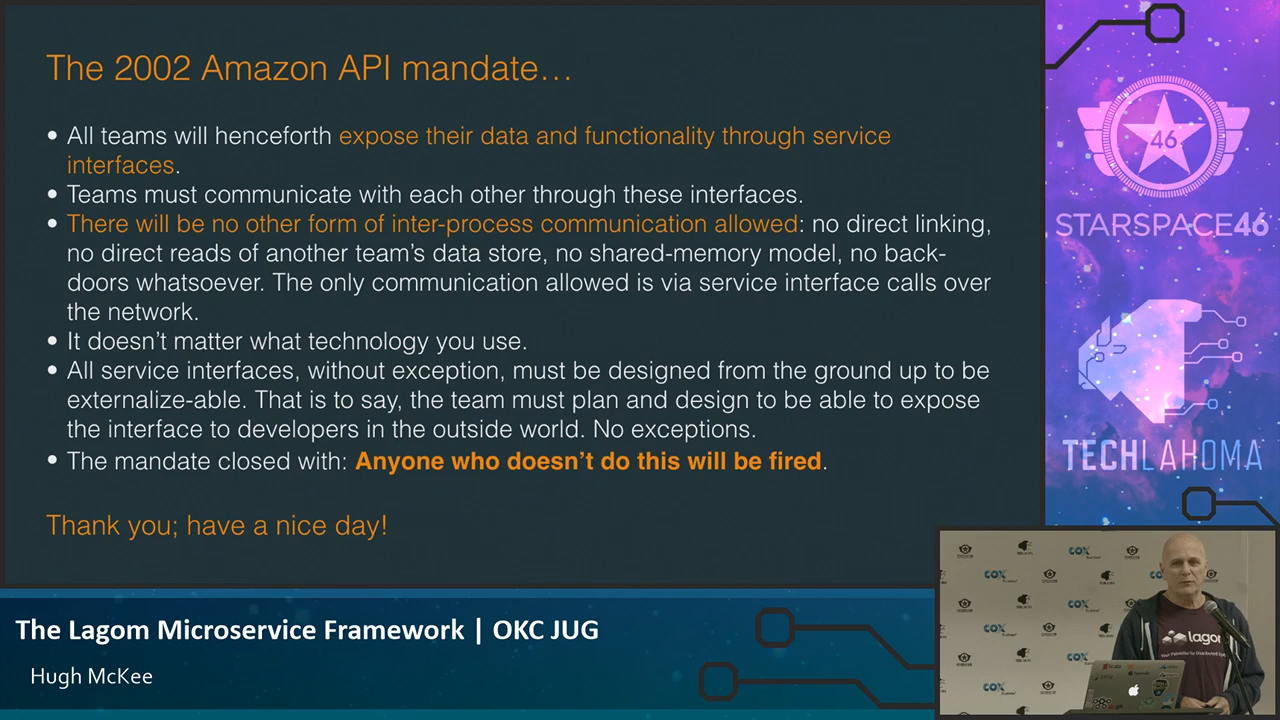 The 2002 Amazon API mandate…
• All teams will henceforth expose their data and functionality through service
interfaces.
• Teams must communicate with each other through these interfaces.
• There will be no other form of inter-process communication allowed: no direct linking,
no direct reads of another team's data store, no shared-memory model, no back-
doors whatsoever. The only communication allowed is via service interface calls over
the network.
• It doesn't matter what technology you use.
• All service interfaces, without exception, must be designed from the ground up to be
externalize-able. That is to say, the team must plan and design to be able to expose
the interface to developers in the outside world. No exceptions.
• The mandate closed with: Anyone who doesn't do this will be fired.
Thank you; have a nice day!
46
STARSPACE46
TECHLAHOMA
The Lagom Microservice Framework | OKC JUG
Hugh McKee
COX
COX
COX
COX
COX
COX
lagom